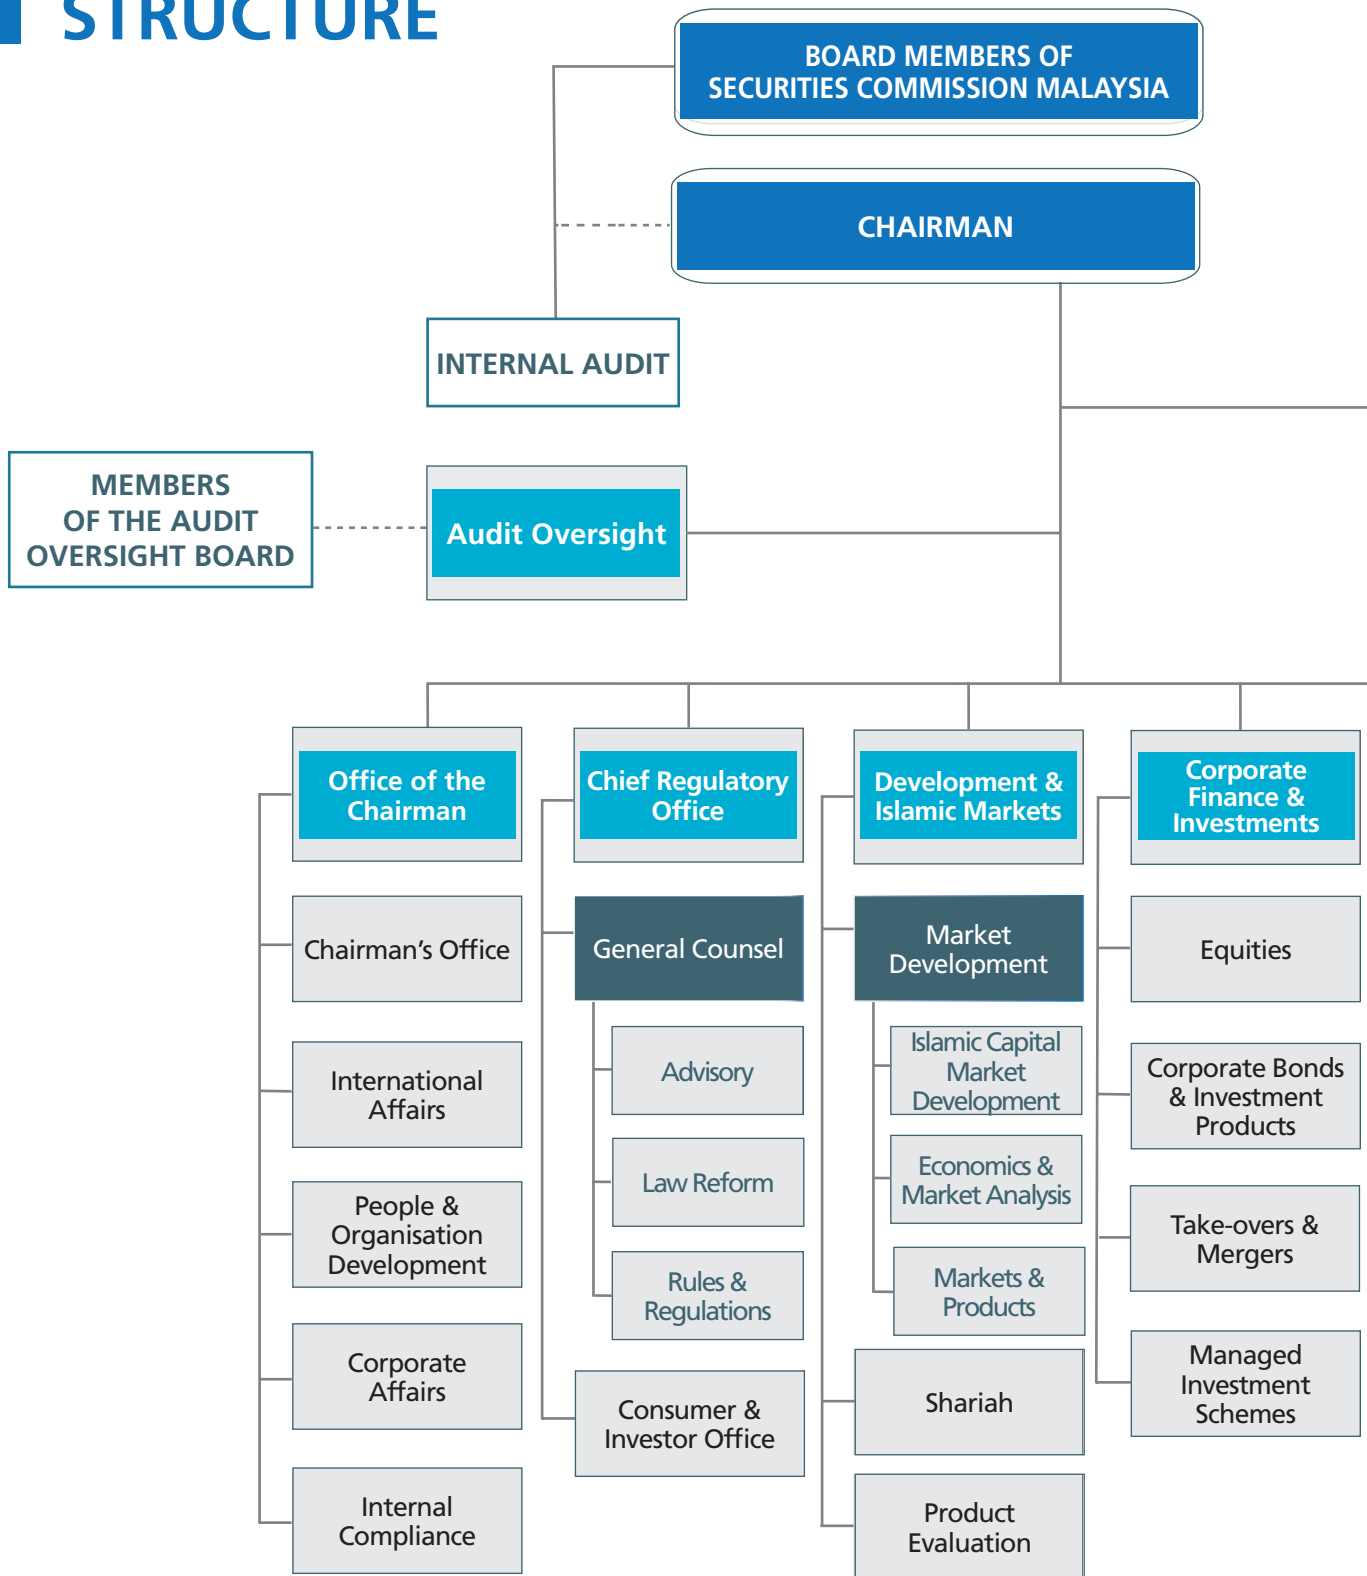 STRUCTURE
BOARD MEMBERS OF
SECURITIES COMMISSION MALAYSIA
CHAIRMAN
INTERNAL AUDIT
MEMBERS
OF THE AUDIT
OVERSIGHT BOARD
Audit Oversight
Office of the
Chairman
Chairman's Office
International
Affairs
People &
Organisation
Development
Corporate
Affairs
Internal
Compliance
Chief Regulatory
Office
General Counsel
Advisory
Law Reform
Rules &
Regulations
Consumer &
Investor Office
Development &
Islamic Markets
Market
Development
Islamic Capital
Market
Development
Economics &
Market Analysis
Markets &
Products
Shariah
Product
Evaluation
Corporate
Finance &
Investments
Equities
Corporate Bonds
& Investment
Products
Take-overs &
Mergers
Managed
Investment
Schemes